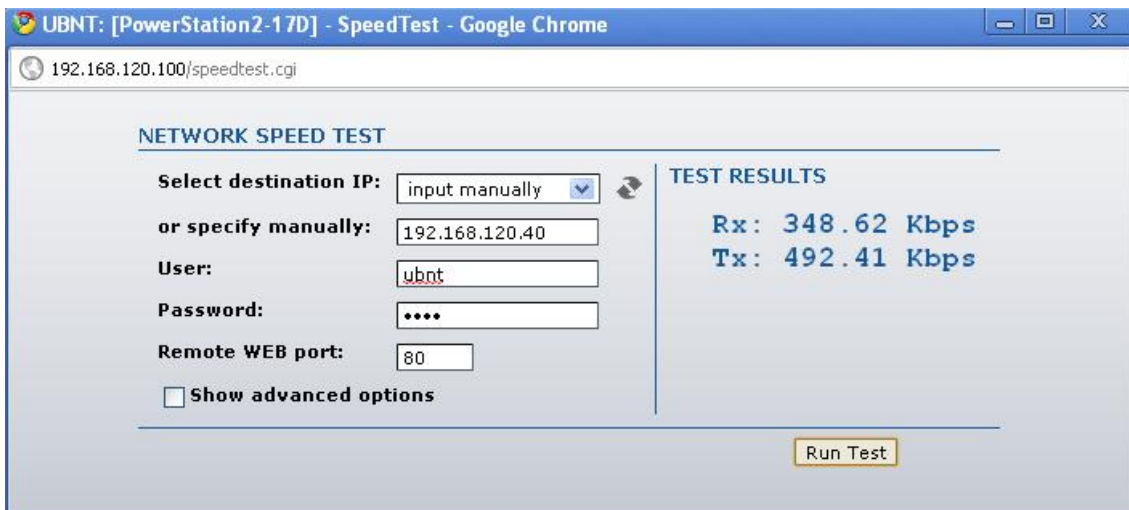 UBNT: [PowerStation2-17D] - SpeedTest - Google Chrome
192.168.120.100/speedtest.cgi
NETWORK SPEED TEST
Select destination IP: input manually
or specify manually: 192.168.120.40
User: ubnt
Password: ••••
Remote WEB port: 80
Show advanced options
TEST RESULTS
Rx: 348.62 Kbps
Tx: 492.41 Kbps
Run Test